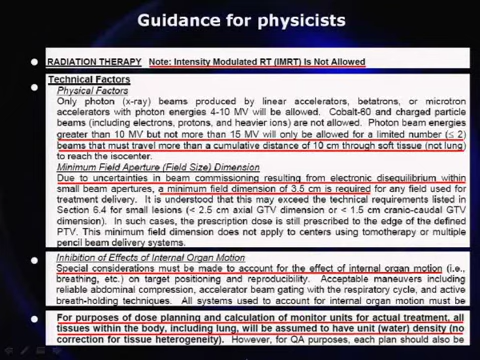 Guidance for physicists
RADIATION THERAPY Note: Intensity Modulated RT (IMRT) Is Not Allowed
Technical Factors
Physical Factors
Only photon (x-ray) beams produced by linear accelerators, betatrons, or microtron
accelerators with photon energies 4-10 MV will be allowed. Cobalt-60 and charged particle
beams (including electrons, protons, and heavier ions) are not allowed. Photon beam energies
greater than 10 MV but not more than 15 MV will only be allowed for a limited number (≤ 2)
beams that must travel more than a cumulative distance of 10 cm through soft tissue (not lung)
to reach the isocenter.
Minimum Field Aperture (Field Size) Dimension
Due to uncertainties in beam commissioning resulting from electronic disequilibrium within
small beam apertures, a minimum field dimension of 3.5 cm is required for any field used for
treatment delivery. It is understood that this may exceed the technical requirements listed in
Section 6.4 for small lesions (< 2.5 cm axial GTV dimension or < 1.5 cm cranio-caudal GTV
dimension). In such cases, the prescription dose is still prescribed to the edge of the defined
PTV. This minimum field dimension does not apply to centers using tomotherapy or multiple
pencil beam delivery systems.
Inhibition of Effects of Internal Organ Motion
Special considerations must be made to account for the effect of internal organ motion (i.e.,
breathing, etc.) on target positioning and reproducibility. Acceptable maneuvers including
reliable abdominal compression, accelerator beam gating with the respiratory cycle, and active
breath-holding techniques. All systems used to account for internal organ motion must be
For purposes of dose planning and calculation of monitor units for actual treatment, all
tissues within the body, including lung, will be assumed to have unit (water) density (no
correction for tissue heterogeneity). However, for QA purposes, each plan should also be